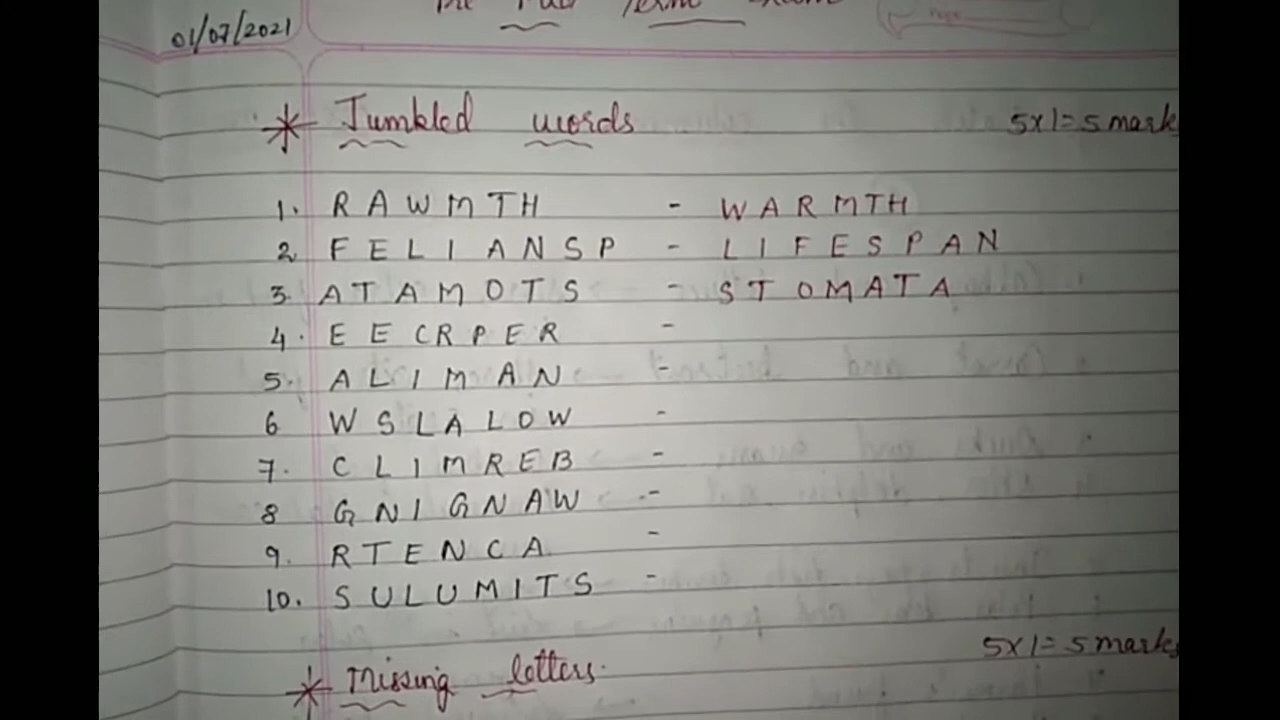 01/07/2021
* Jumbled words 5x1=5 mark
1. RAWMTH - WARMTH
2 FELIANSP - LIFESPAN
3. ATAMOTS - STOMATA
4. EECRPER -
5. ALIMAN -
6 WSLALOW -
7. CLIMREB -
8 GNIGNAW -
9. RTENCA -
10. SULUMITS -
* Missing letters. 5x1=5 marks